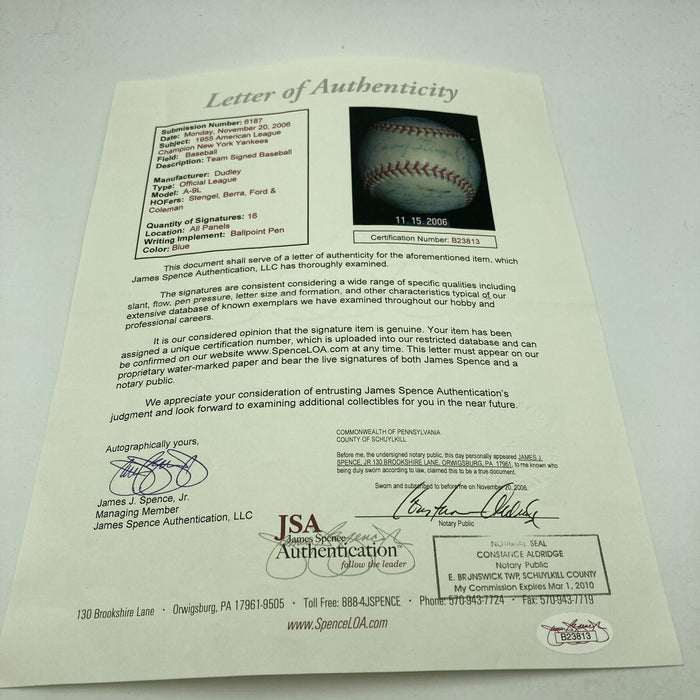 Letter of Authenticity
Submission Number: 6187
Date: Monday, November 20, 2006
Subject: 1955 American League
Champion New York Yankees
Field: Baseball
Description: Team Signed Baseball
Manufacturer: Dudley
Type: Official League
Model: A-9L
HOFers: Stengel, Berra, Ford &
Coleman
Quantity of Signatures: 16
Location: All Panels
Writing Implement: Ballpoint Pen
Color: Blue
11.15.2006
Certification Number: B23813
This document shall serve of a letter of authenticity for the aforementioned item, which
James Spence Authentication, LLC has thoroughly examined.
The signatures are consistent considering a wide range of specific qualities including
slant, flow, pen pressure, letter size and formation, and other characteristics typical of our
extensive database of known exemplars we have examined throughout our hobby and
professional careers.
It is our considered opinion that the signature item is genuine. Your item has been
assigned a unique certification number, which is uploaded into our restricted database and can
be confirmed on our website www.SpenceLOA.com at any time. This letter must appear on our
proprietary water-marked paper and bear the live signatures of both James Spence and a
notary public.
We appreciate your consideration of entrusting James Spence Authentication's
judgment and look forward to examining additional collectibles for you in the near future.
Autographically yours,
James J. Spence, Jr.
Managing Member
James Spence Authentication, LLC
COMMONWEALTH OF PENNSYLVANIA
COUNTY OF SCHUYLKILL
Before me, the undersigned notary public, this day personally appeared JAMES J.
SPENCE, JR 130 BROOKSHIRE LANE, ORWIGSBURG, PA 17961, to me known who
being duly sworn according to law, claimed this to be a true document.
Sworn and subscribed to before me on November 20, 2006.
Notary Public
JSA
James Spence
Authentication™
follow the leader
NOTARIAL SEAL
CONSTANCE ALDRIDGE
Notary Public
E. BRUNSWICK TWP, SCHUYLKILL COUNTY
My Commission Expires Mar 1, 2010
130 Brookshire Lane · Orwigsburg, PA 17961-9505 · Toll Free: 888-4JSPENCE · Phone: 570-943-7724 · Fax: 570-943-7719
www.SpenceLOA.com
B23813